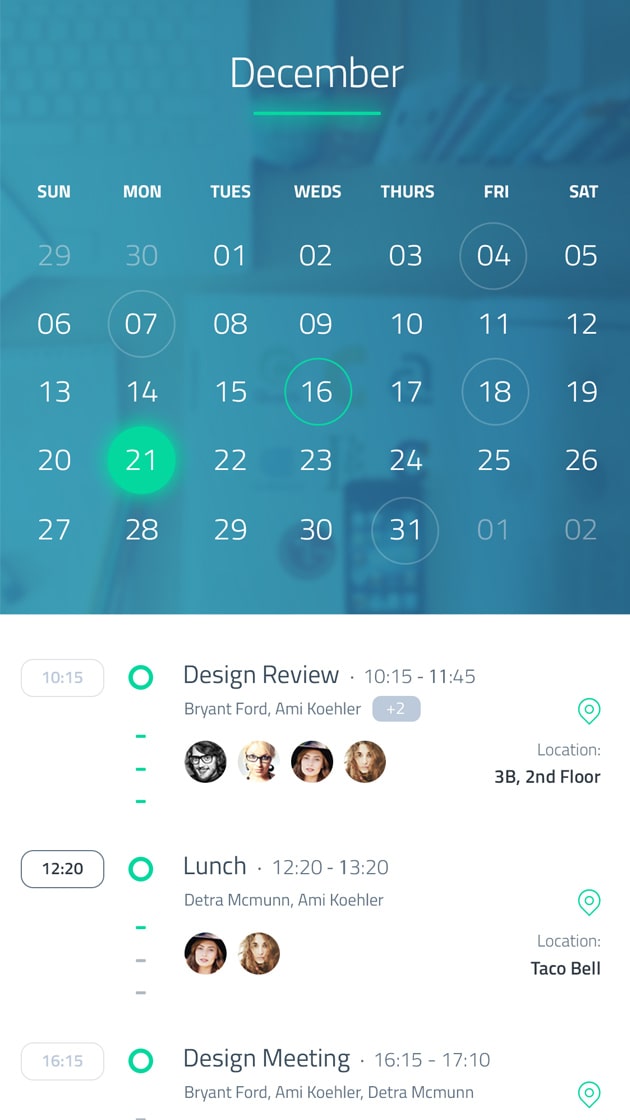 December
SUN MON TUES WEDS THURS FRI SAT
29 30 01 02 03 04 05
06 07 08 09 10 11 12
13 14 15 16 17 18 19
20 21 22 23 24 25 26
27 28 29 30 31 01 02
10:15 Design Review · 10:15 - 11:45
Bryant Ford, Ami Koehler +2
Location:
3B, 2nd Floor
12:20 Lunch · 12:20 - 13:20
Detra Mcmunn, Ami Koehler
Location:
Taco Bell
16:15 Design Meeting · 16:15 - 17:10
Bryant Ford, Ami Koehler, Detra Mcmunn